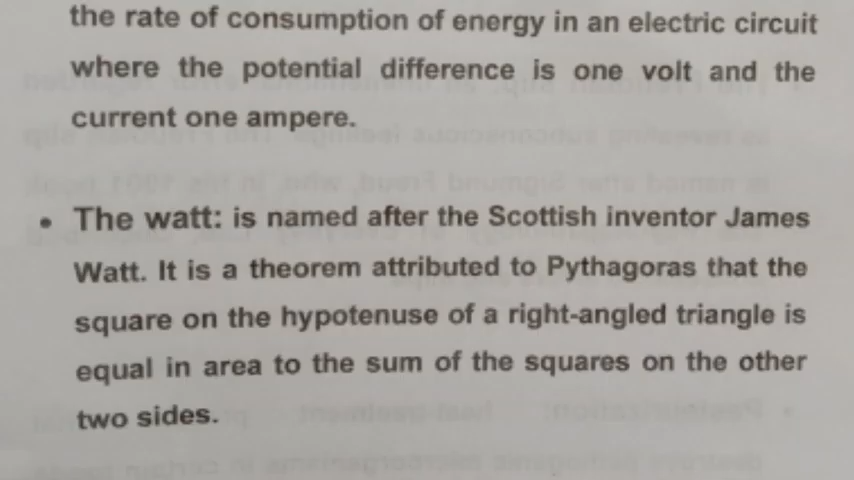 the rate of consumption of energy in an electric circuit
where the potential difference is one volt and the
current one ampere.
• The watt: is named after the Scottish inventor James
Watt. It is a theorem attributed to Pythagoras that the
square on the hypotenuse of a right-angled triangle is
equal in area to the sum of the squares on the other
two sides.